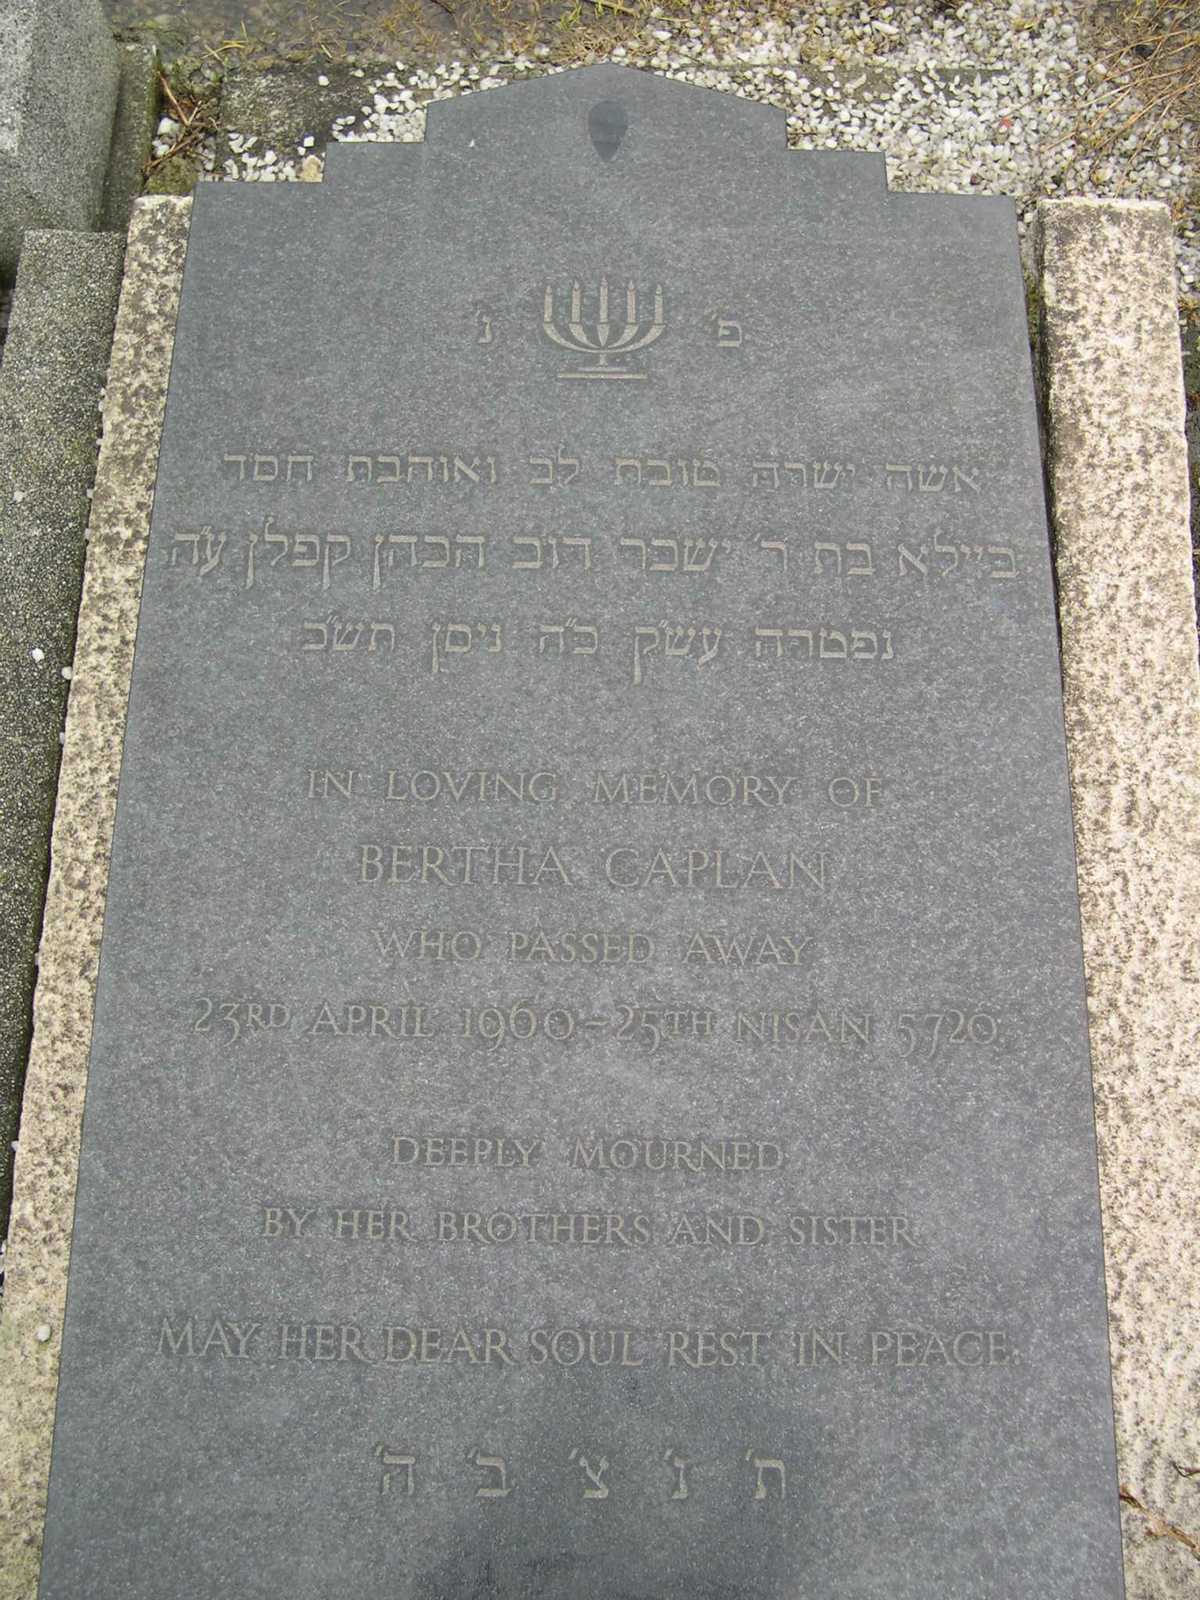 פ' נ'
אשה ישרה טובת לב ואוהבת חסד
ביילא בת ר' ישכר דוב הכהן קפלן ע"ה
נפטרה עש"ק כ"ה ניסן תש"כ
IN LOVING MEMORY OF
BERTHA CAPLAN
WHO PASSED AWAY
23RD APRIL 1960 – 25TH NISAN 5720.
DEEPLY MOURNED
BY HER BROTHERS AND SISTER.
MAY HER DEAR SOUL REST IN PEACE.
ת' נ' צ' ב' ה'